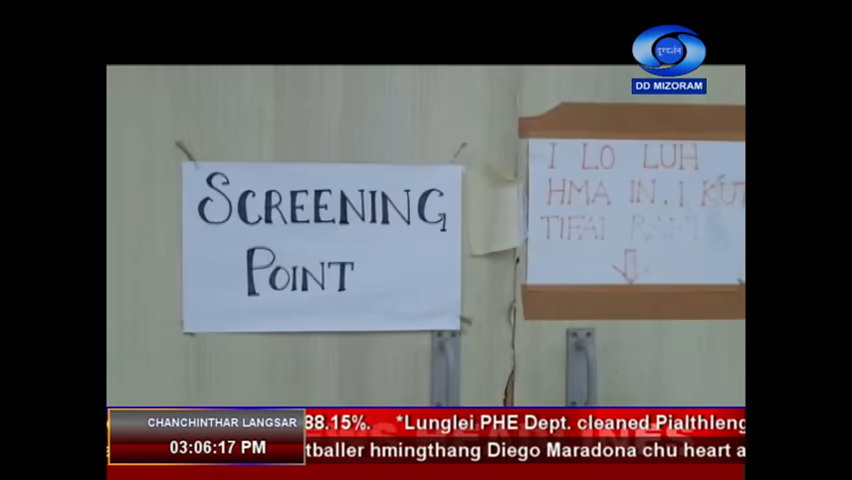 दूरदर्शन
DD MIZORAM
SCREENING
POINT
I LO LUH
HMA IN, I KUT
TIFAI
CHANCHINTHAR LANGSAR
03:06:17 PM
88.15%. *Lunglei PHE Dept. cleaned Pialthleng
tballer hmingthang Diego Maradona chu heart a